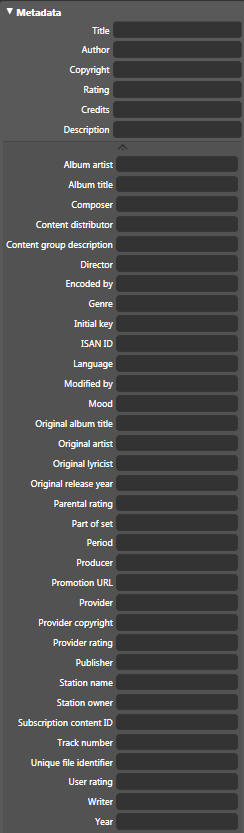 Metadata
Title
Author
Copyright
Rating
Credits
Description
Album artist
Album title
Composer
Content distributor
Content group description
Director
Encoded by
Genre
Initial key
ISAN ID
Language
Modified by
Mood
Original album title
Original artist
Original lyricist
Original release year
Parental rating
Part of set
Period
Producer
Promotion URL
Provider
Provider copyright
Provider rating
Publisher
Station name
Station owner
Subscription content ID
Track number
Unique file identifier
User rating
Writer
Year